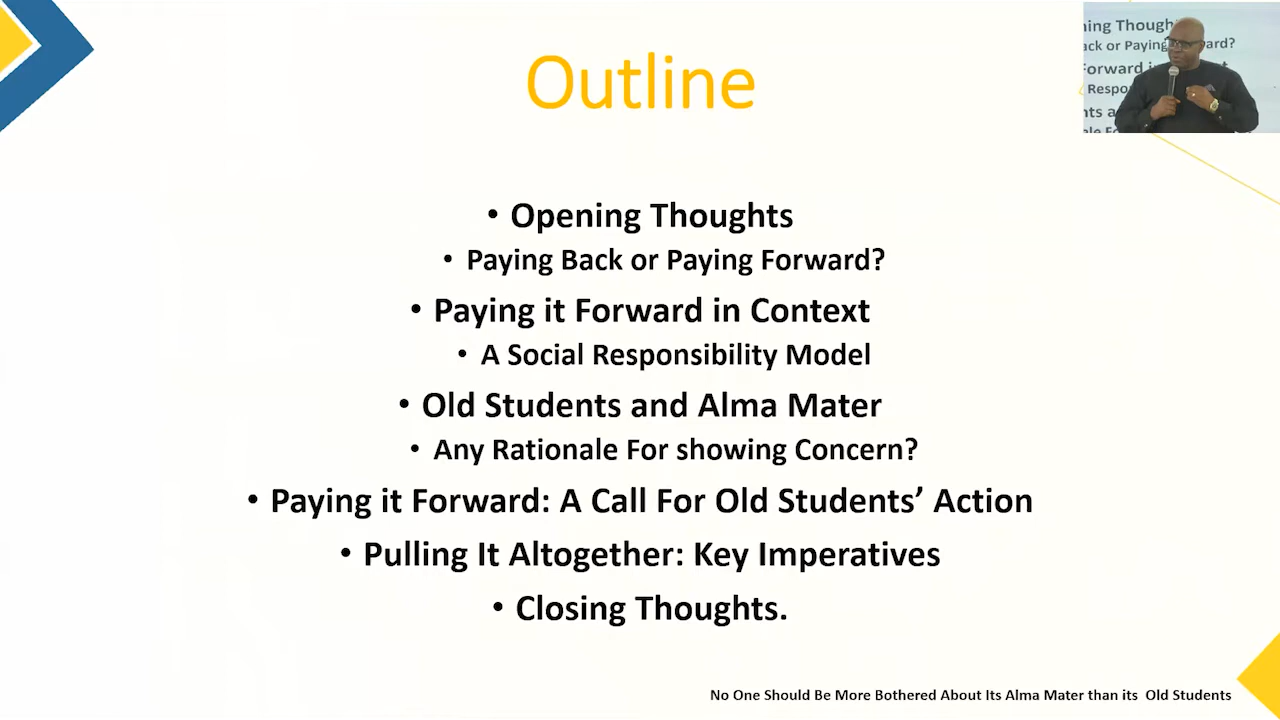 Outline
• Opening Thoughts
• Paying Back or Paying Forward?
• Paying it Forward in Context
• A Social Responsibility Model
• Old Students and Alma Mater
• Any Rationale For showing Concern?
• Paying it Forward: A Call For Old Students’ Action
• Pulling It Altogether: Key Imperatives
• Closing Thoughts.
No One Should Be More Bothered About Its Alma Mater than its Old Students